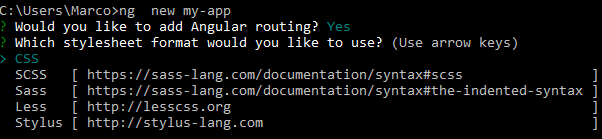 C:\Users\Marco>ng  new my-app
? Would you like to add Angular routing? Yes
? Which stylesheet format would you like to use? (Use arrow keys)
> CSS
  SCSS   [ https://sass-lang.com/documentation/syntax#scss                ]
  Sass   [ https://sass-lang.com/documentation/syntax#the-indented-syntax ]
  Less   [ http://lesscss.org                                             ]
  Stylus [ http://stylus-lang.com                                         ]